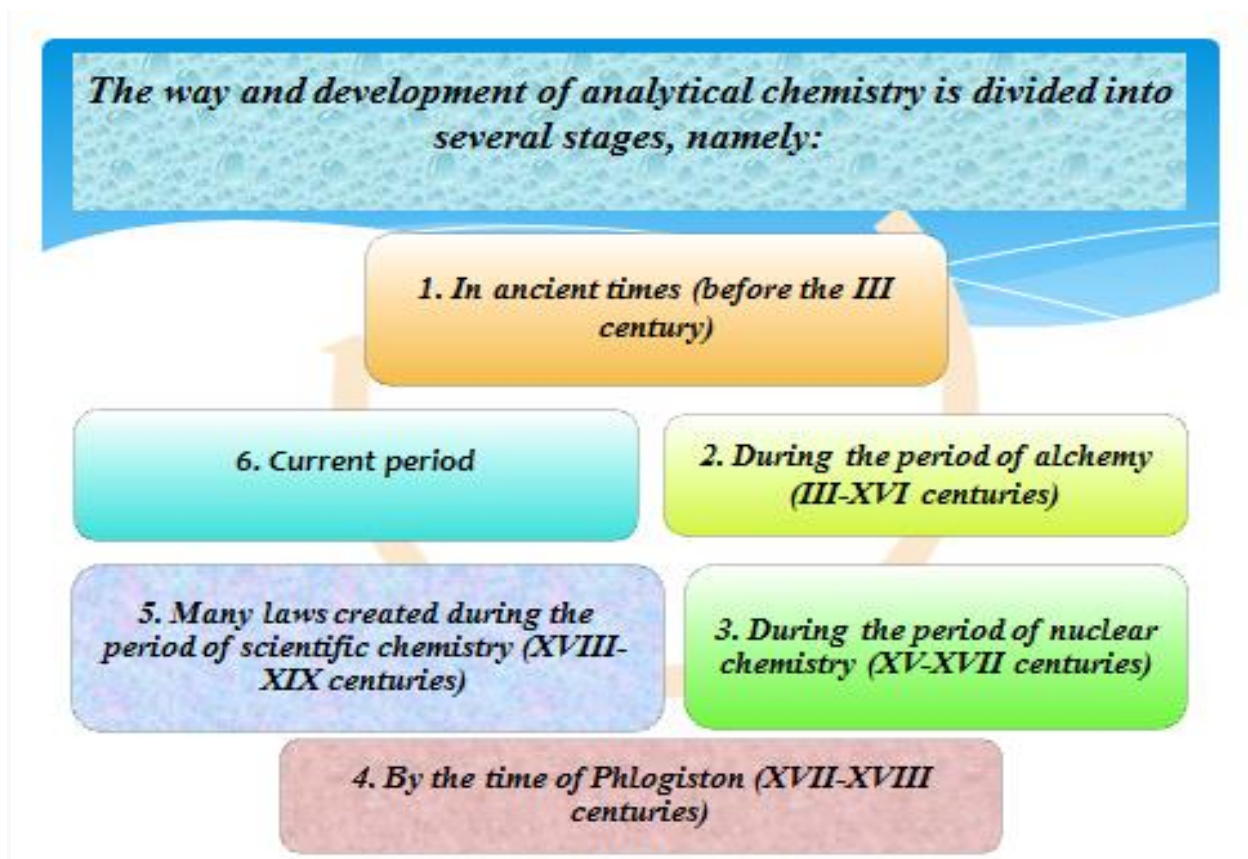 The way and development of analytical chemistry is divided into
several stages, namely:
1. In ancient times (before the III
century)
2. During the period of alchemy
(III-XVI centuries)
3. During the period of nuclear
chemistry (XV-XVII centuries)
4. By the time of Phlogiston (XVII-XVIII
centuries)
5. Many laws created during the
period of scientific chemistry (XVIII-
XIX centuries)
6. Current period